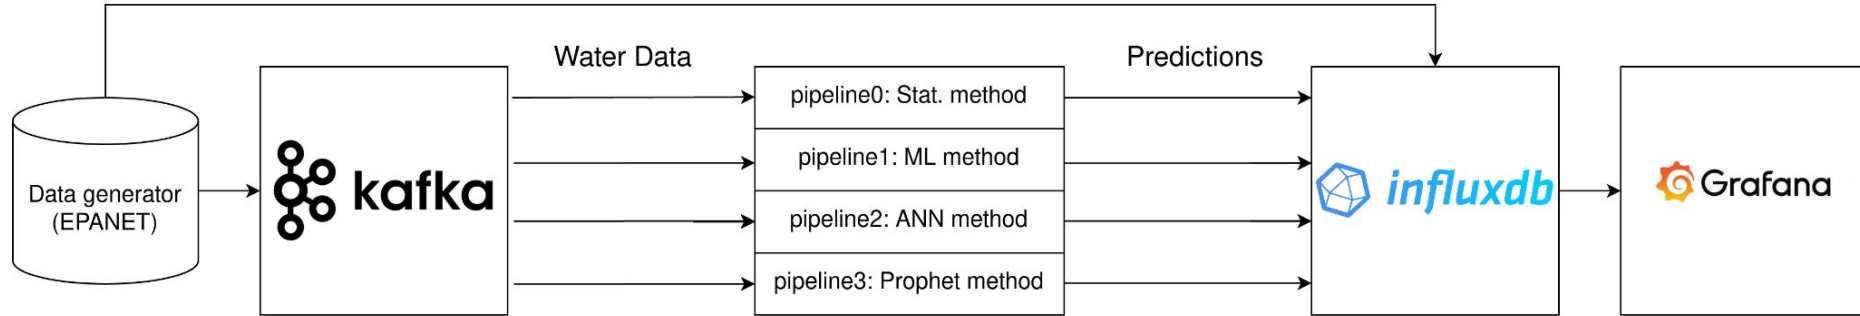 Water Data
Predictions
Data generator
(EPANET)
kafka
pipeline0: Stat. method
pipeline1: ML method
pipeline2: ANN method
pipeline3: Prophet method
influxdb
Grafana